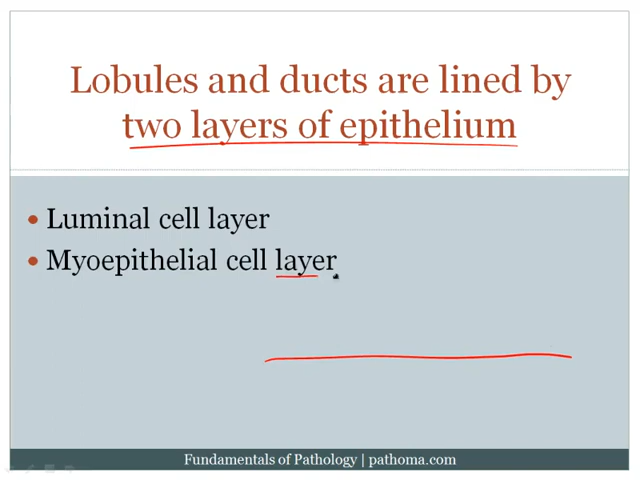 Lobules and ducts are lined by
two layers of epithelium
• Luminal cell layer
• Myoepithelial cell layer
Fundamentals of Pathology | pathoma.com